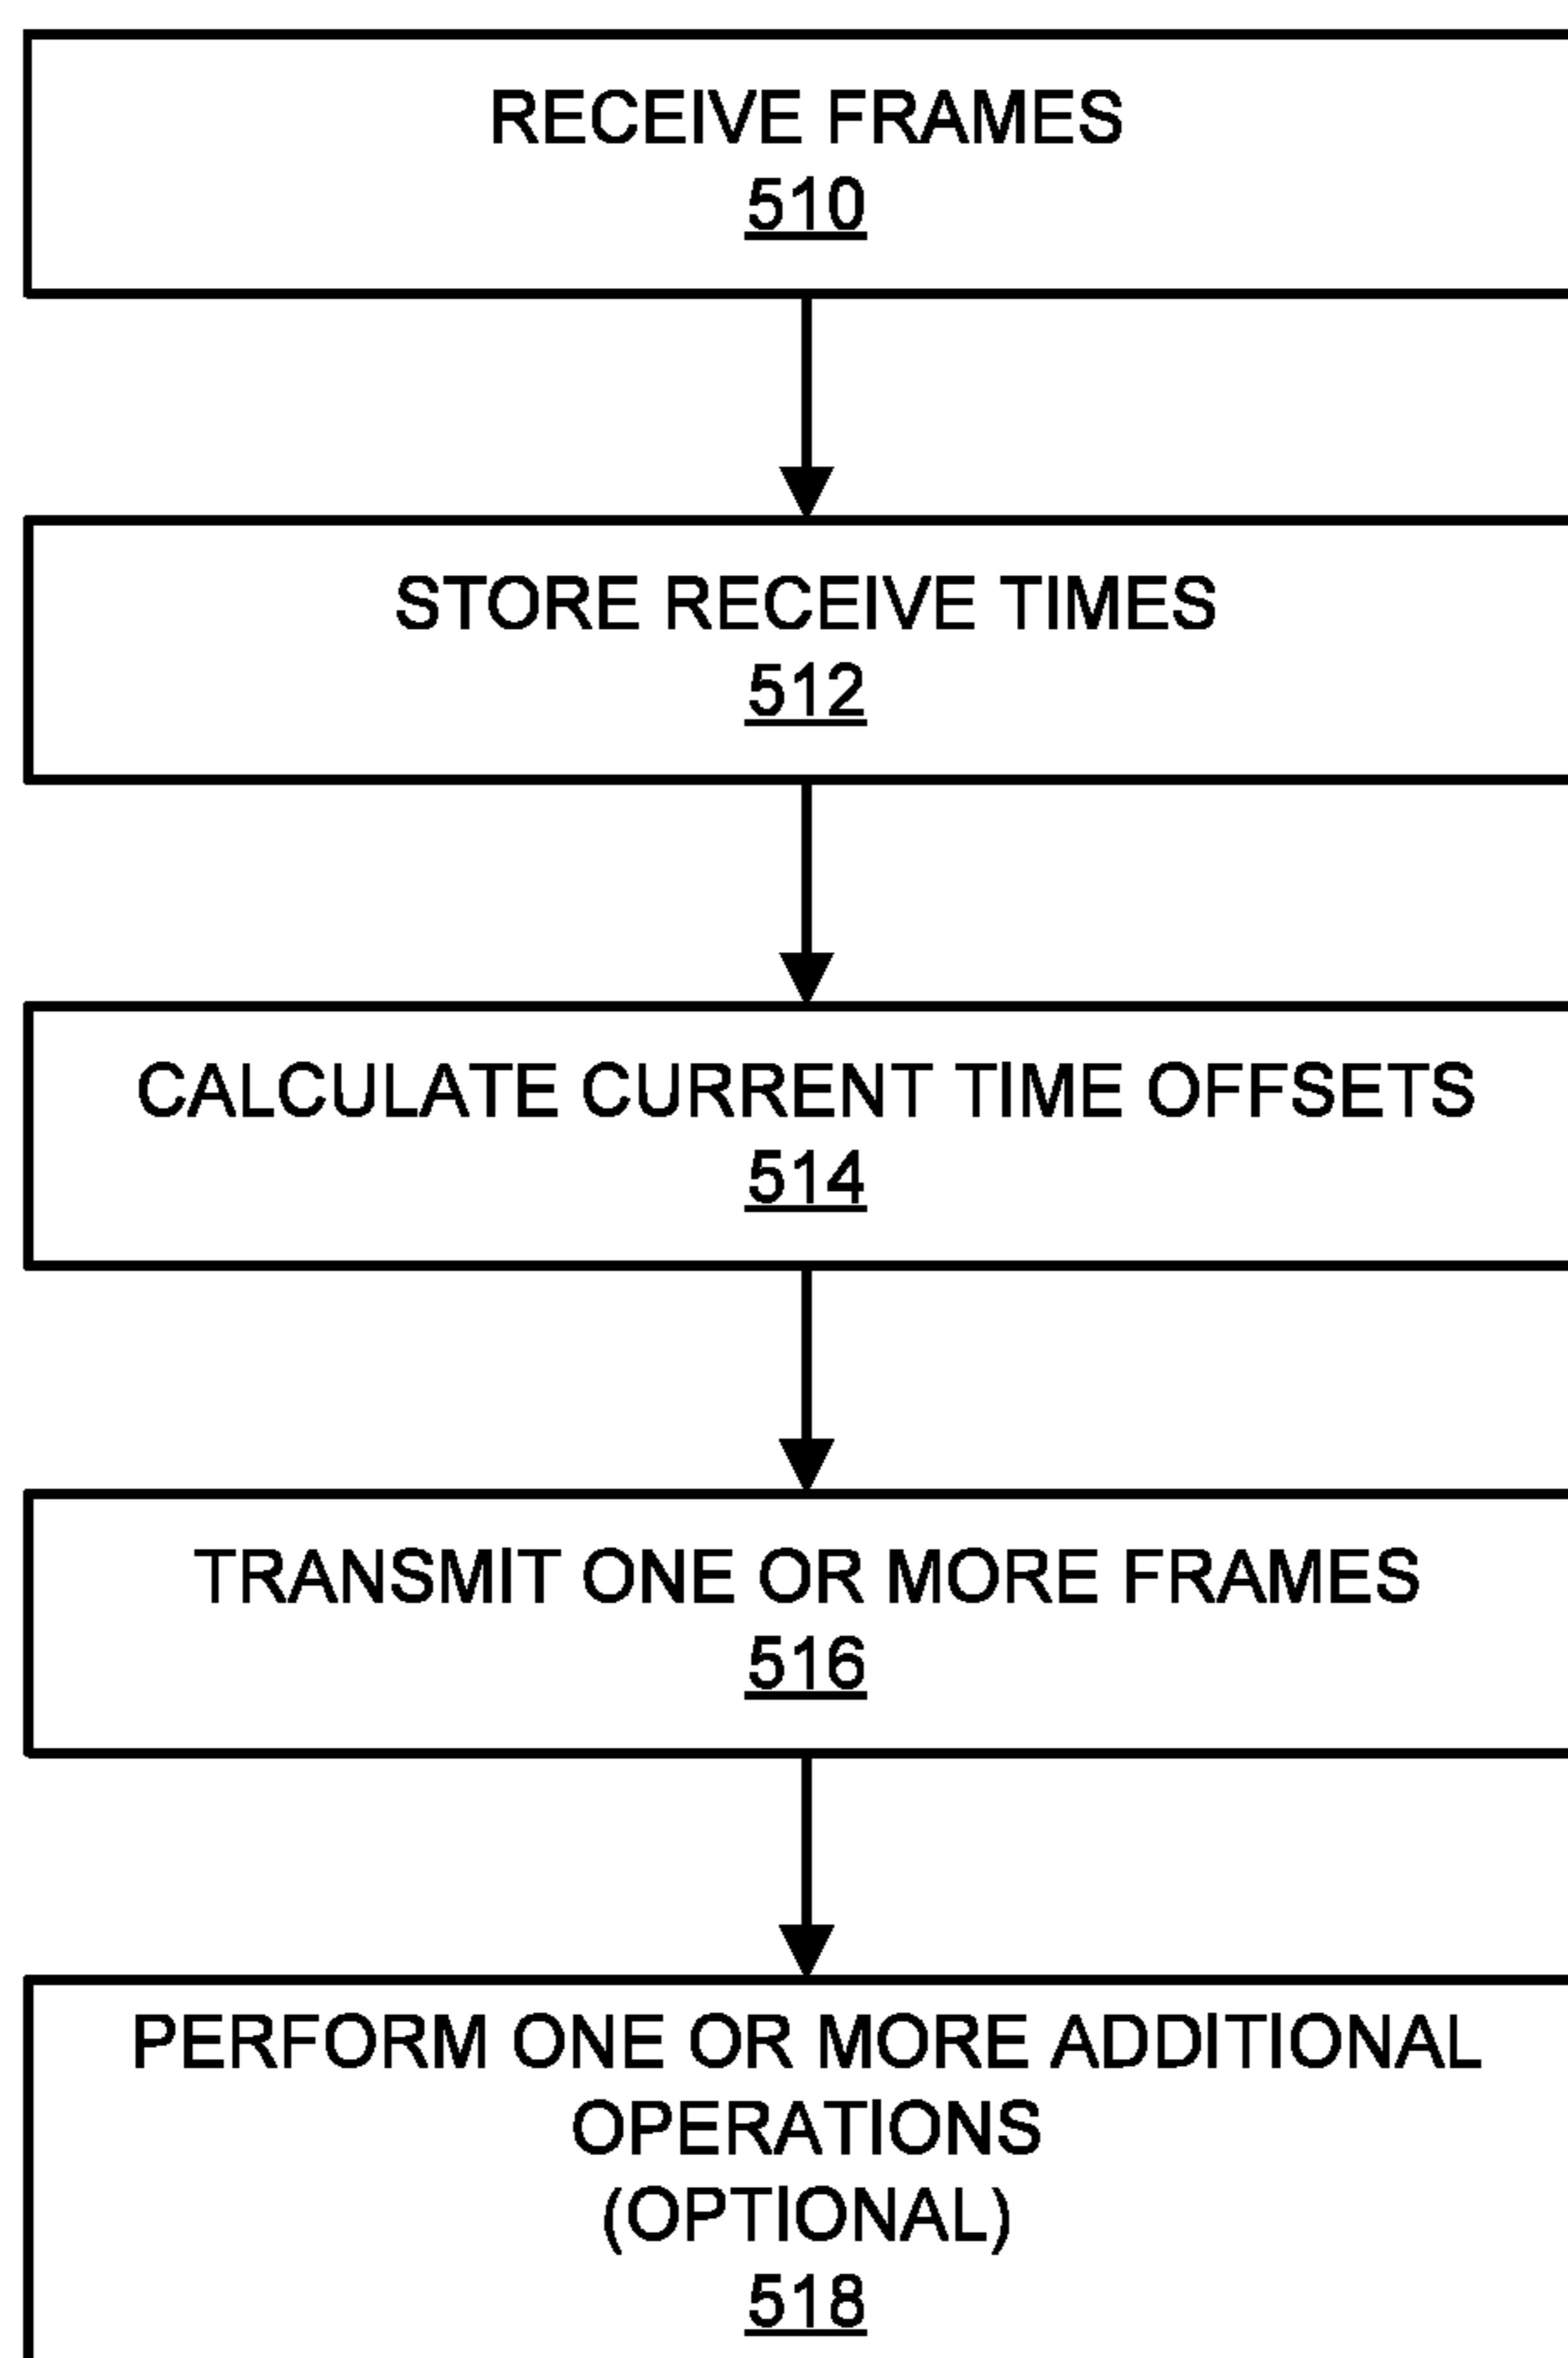 RECEIVE FRAMES
510
STORE RECEIVE TIMES
512
CALCULATE CURRENT TIME OFFSETS
514
TRANSMIT ONE OR MORE FRAMES
516
PERFORM ONE OR MORE ADDITIONAL
OPERATIONS
(OPTIONAL)
518